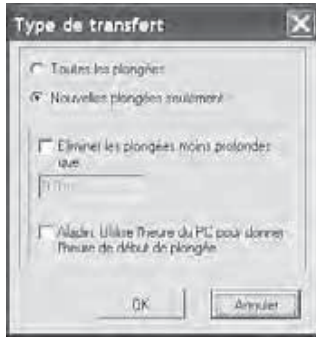 Type de transfert
Toutes les plongées
Nouvelles plongées seulement
Eliminer les plongées moins profondes
que
Aladin: Utilise l'heure du PC pour donner
l'heure de début de plongée
OK
Annuler